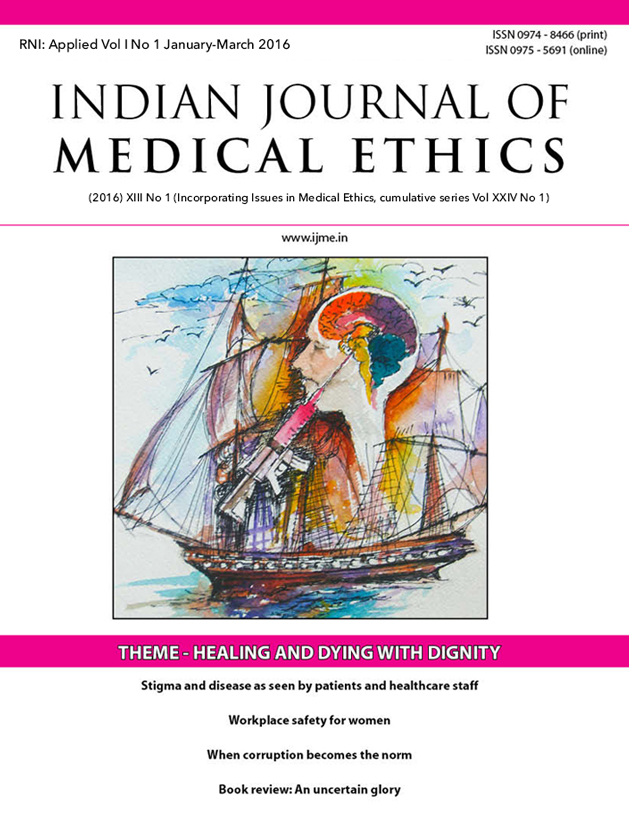 RNI: Applied Vol I No 1 January-March 2016
ISSN 0974 - 8466 (print)
ISSN 0975 - 5691 (online)
INDIAN JOURNAL OF
MEDICAL ETHICS
(2016) XIII No 1 (Incorporating Issues in Medical Ethics, cumulative series Vol XXIV No 1)
www.ijme.in
THEME - HEALING AND DYING WITH DIGNITY
Stigma and disease as seen by patients and healthcare staff
Workplace safety for women
When corruption becomes the norm
Book review: An uncertain glory